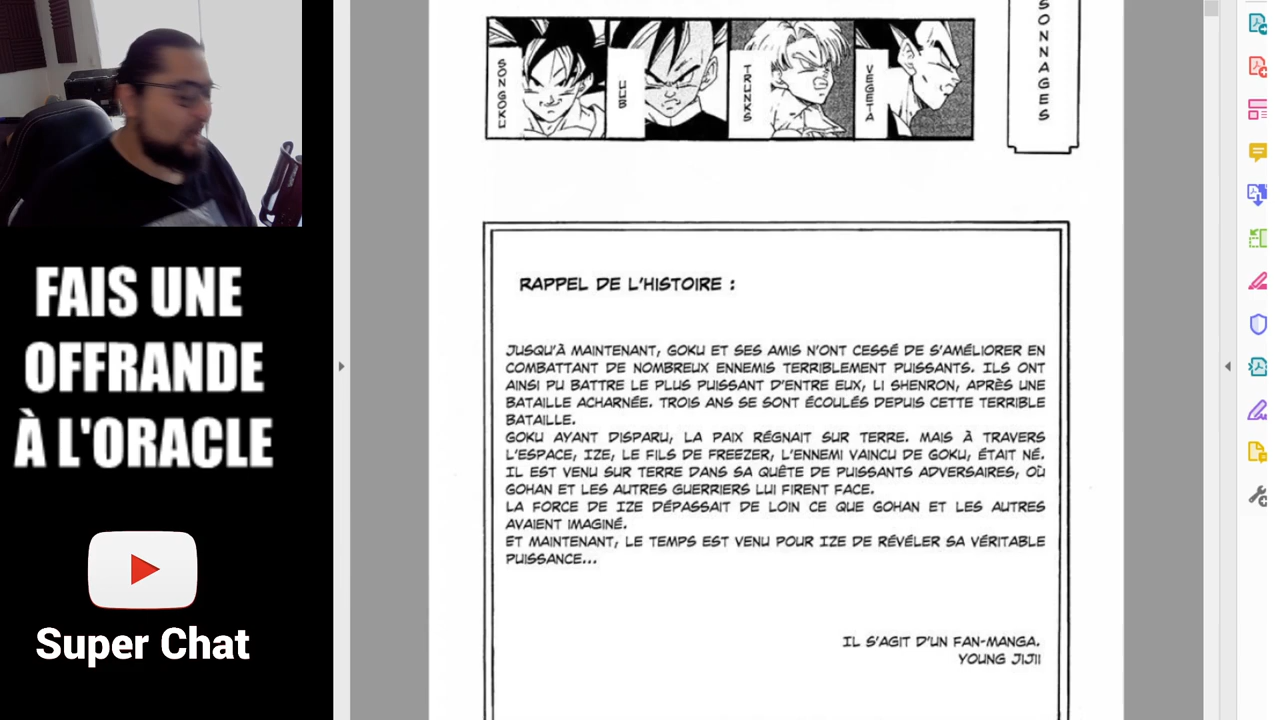 SONNAGES
SON GOKU
UUB
TRUNKS
VEGETA
RAPPEL DE L'HISTOIRE :
JUSQU'À MAINTENANT, GOKU ET SES AMIS N'ONT CESSÉ DE S'AMÉLIORER EN
COMBATTANT DE NOMBREUX ENNEMIS TERRIBLEMENT PUISSANTS. ILS ONT
AINSI PU BATTRE LE PLUS PUISSANT D'ENTRE EUX, LI SHENRON, APRÈS UNE
BATAILLE ACHARNÉE. TROIS ANS SE SONT ÉCOULÉS DEPUIS CETTE TERRIBLE
BATAILLE.
GOKU AYANT DISPARU, LA PAIX RÉGNAIT SUR TERRE. MAIS À TRAVERS
L'ESPACE, IZE, LE FILS DE FREEZER, L'ENNEMI VAINCU DE GOKU, ÉTAIT NÉ.
IL EST VENU SUR TERRE DANS SA QUÊTE DE PUISSANTS ADVERSAIRES, OÙ
GOHAN ET LES AUTRES GUERRIERS LUI FIRENT FACE.
LA FORCE DE IZE DÉPASSAIT DE LOIN CE QUE GOHAN ET LES AUTRES
AVAIENT IMAGINÉ.
ET MAINTENANT, LE TEMPS EST VENU POUR IZE DE RÉVÉLER SA VÉRITABLE
PUISSANCE...
IL S'AGIT D'UN FAN-MANGA.
YOUNG JIJII
FAIS UNE
OFFRANDE
À L'ORACLE
Super Chat